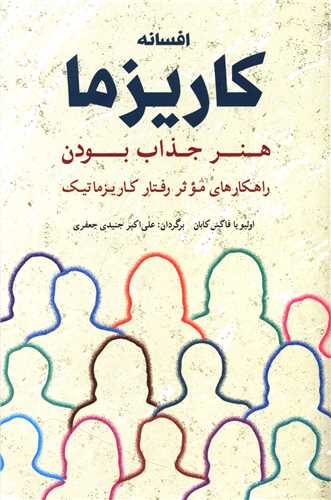 افسانه
کاریزما
هنر جذاب بودن
راهکارهای مؤثر رفتار کاریزماتیک
اولیویا فاکس کابان برگردان: علی‌اکبر جنیدی جعفری